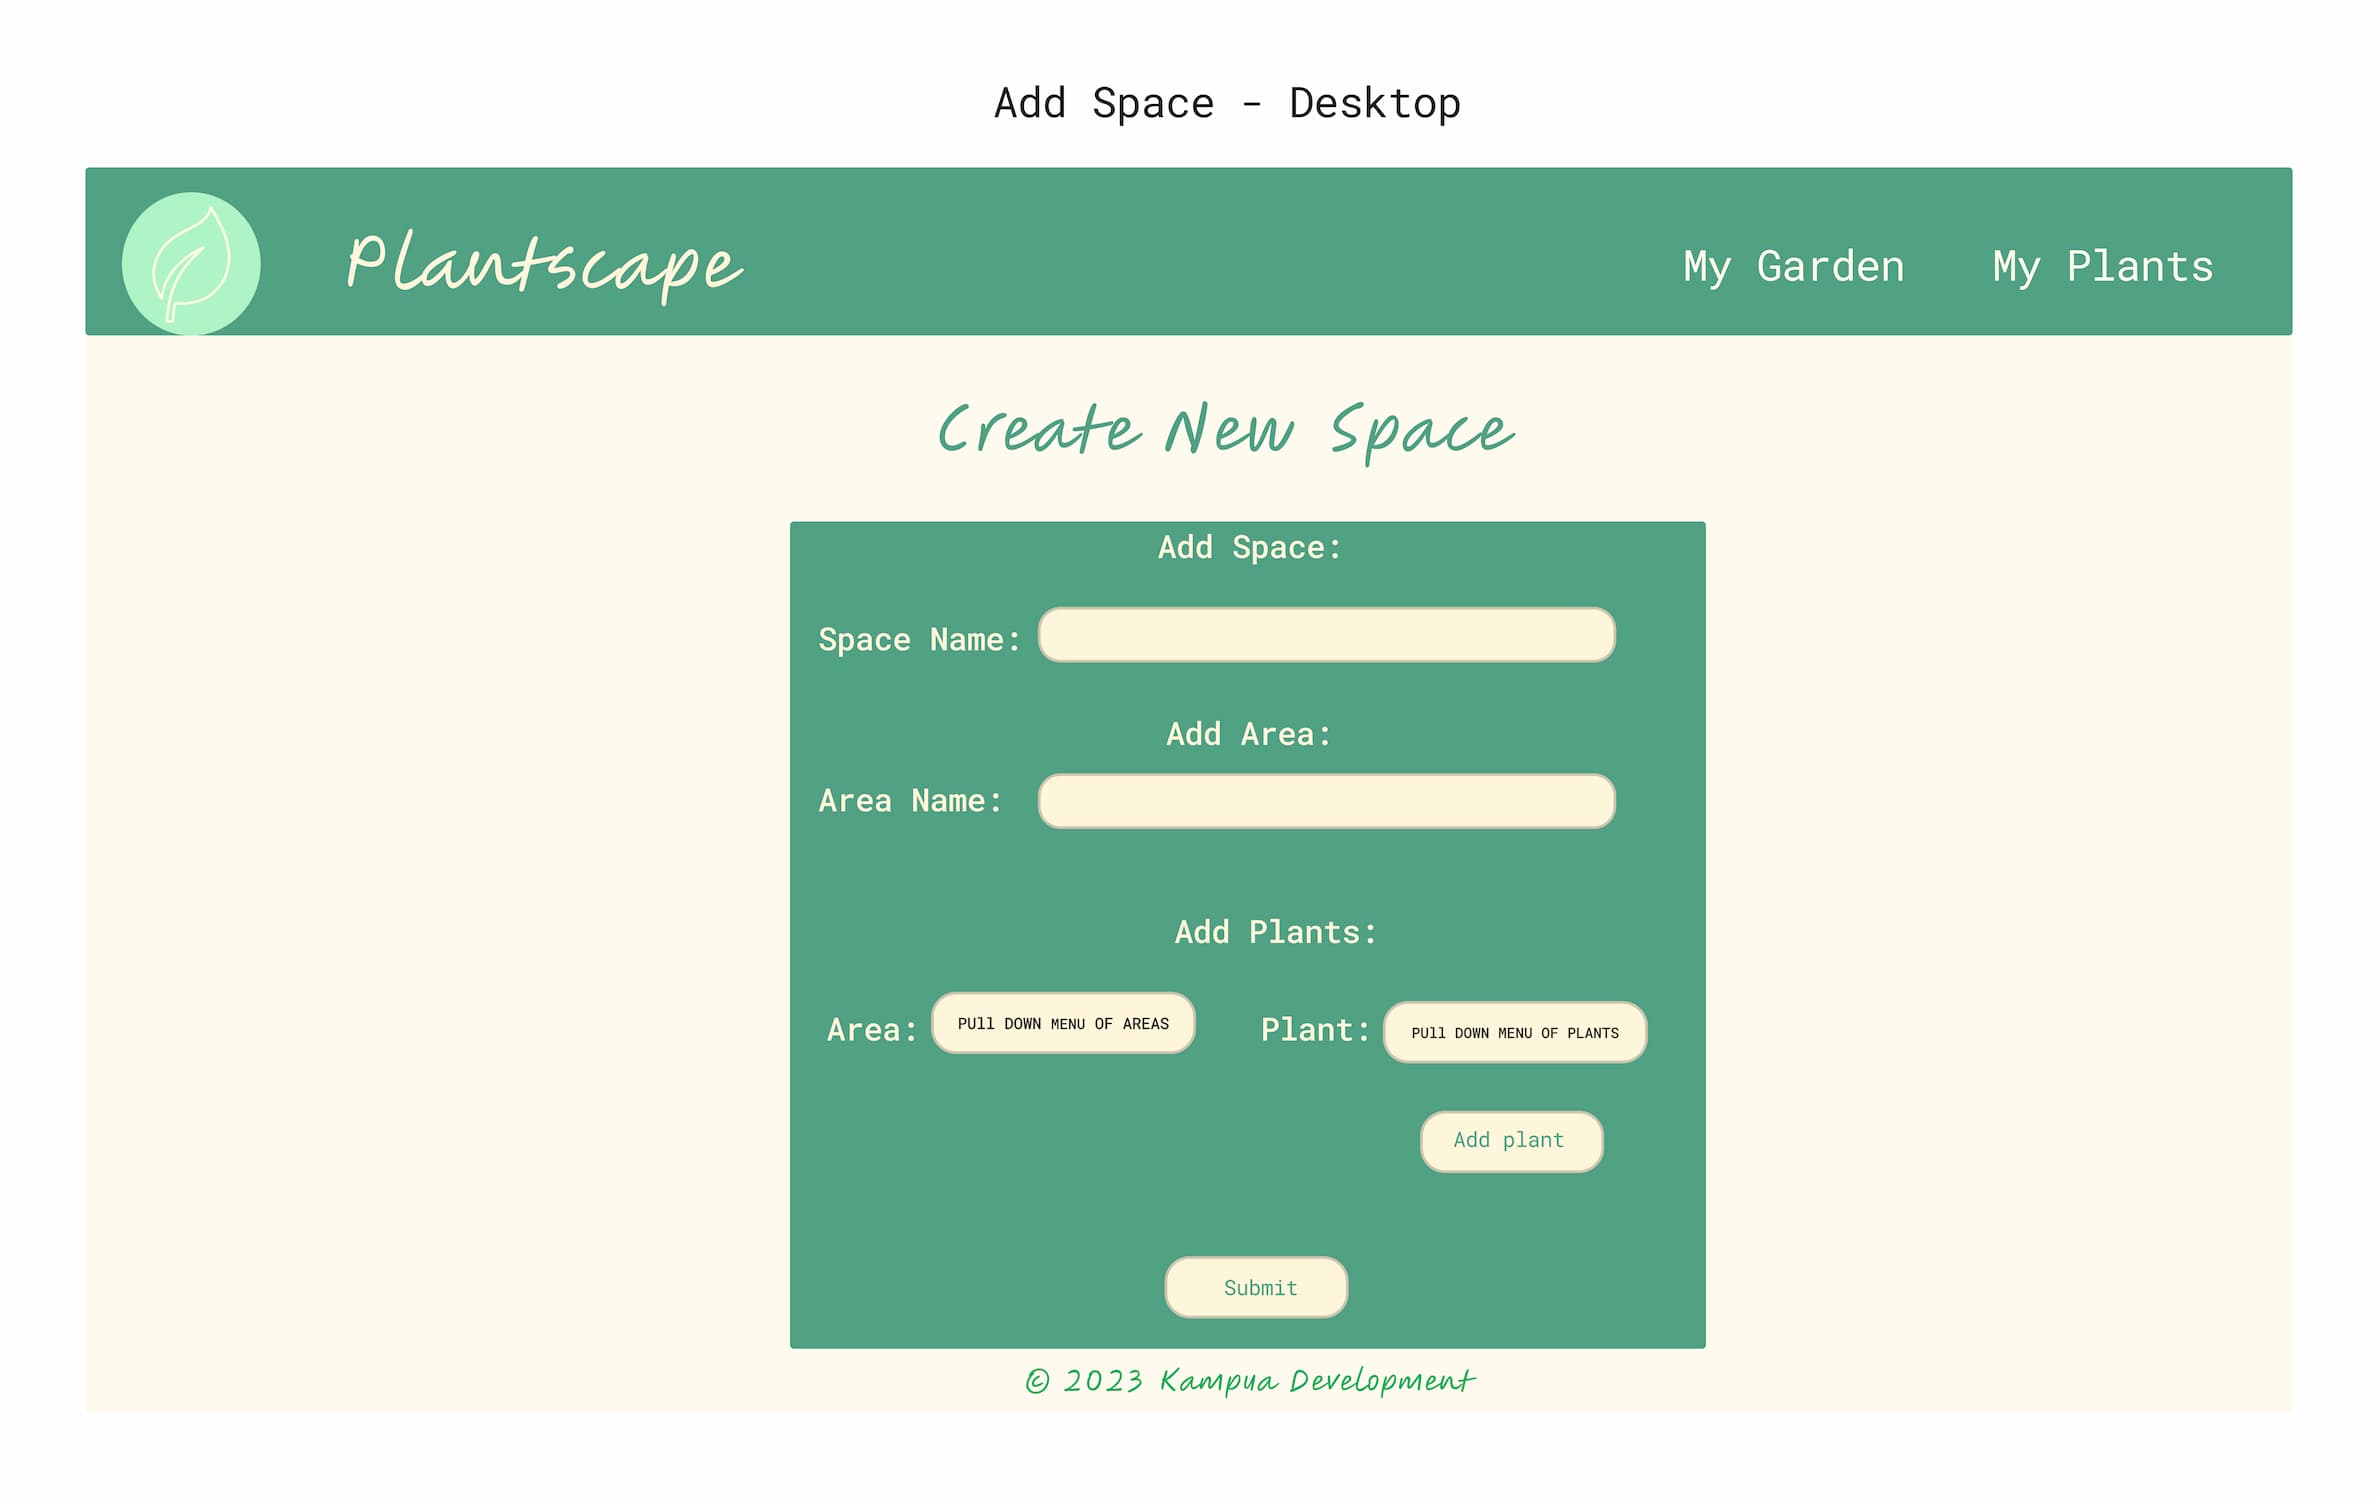 Add Space - Desktop
Plantscape
My Garden My Plants
Create New Space
Add Space:
Space Name:
Add Area:
Area Name:
Add Plants:
Area: PUll DOWN MENU OF AREAS Plant: PUll DOWN MENU OF PLANTS
Add plant
Submit
© 2023 Kampua Development